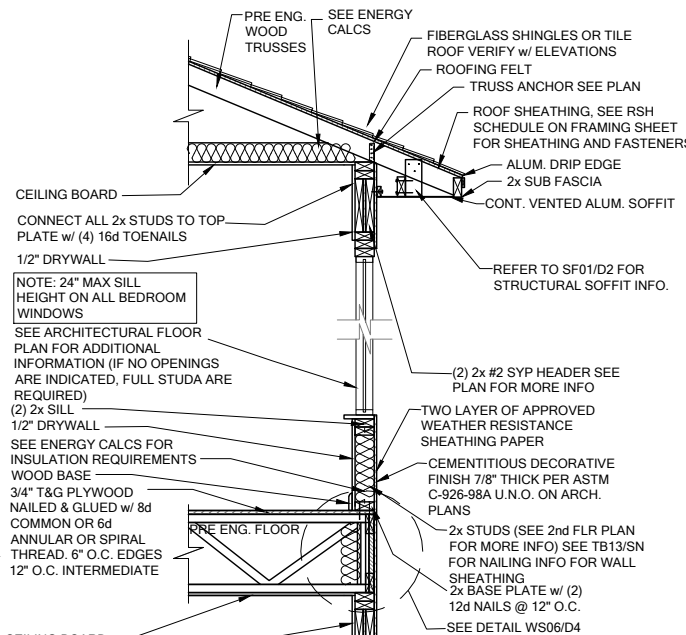 PRE ENG.
WOOD
TRUSSES
SEE ENERGY
CALCS
FIBERGLASS SHINGLES OR TILE
ROOF VERIFY w/ ELEVATIONS
ROOFING FELT
TRUSS ANCHOR SEE PLAN
ROOF SHEATHING, SEE RSH
SCHEDULE ON FRAMING SHEET
FOR SHEATHING AND FASTENERS
ALUM. DRIP EDGE
2x SUB FASCIA
CONT. VENTED ALUM. SOFFIT
CEILING BOARD
CONNECT ALL 2x STUDS TO TOP
PLATE w/ (4) 16d TOENAILS
1/2" DRYWALL
REFER TO SF01/D2 FOR
STRUCTURAL SOFFIT INFO.
NOTE: 24" MAX SILL
HEIGHT ON ALL BEDROOM
WINDOWS
SEE ARCHITECTURAL FLOOR
PLAN FOR ADDITIONAL
INFORMATION (IF NO OPENINGS
ARE INDICATED, FULL STUDA ARE
REQUIRED)
(2) 2x #2 SYP HEADER SEE
PLAN FOR MORE INFO
(2) 2x SILL
1/2" DRYWALL
SEE ENERGY CALCS FOR
INSULATION REQUIREMENTS
WOOD BASE
3/4" T&G PLYWOOD
NAILED & GLUED w/ 8d
COMMON OR 6d
ANNULAR OR SPIRAL
THREAD. 6" O.C. EDGES
12" O.C. INTERMEDIATE
PRE ENG. FLOOR
TWO LAYER OF APPROVED
WEATHER RESISTANCE
SHEATHING PAPER
CEMENTITIOUS DECORATIVE
FINISH 7/8" THICK PER ASTM
C-926-98A U.N.O. ON ARCH.
PLANS
2x STUDS (SEE 2nd FLR PLAN
FOR MORE INFO) SEE TB13/SN
FOR NAILING INFO FOR WALL
SHEATHING
2x BASE PLATE w/ (2)
12d NAILS @ 12" O.C.
SEE DETAIL WS06/D4